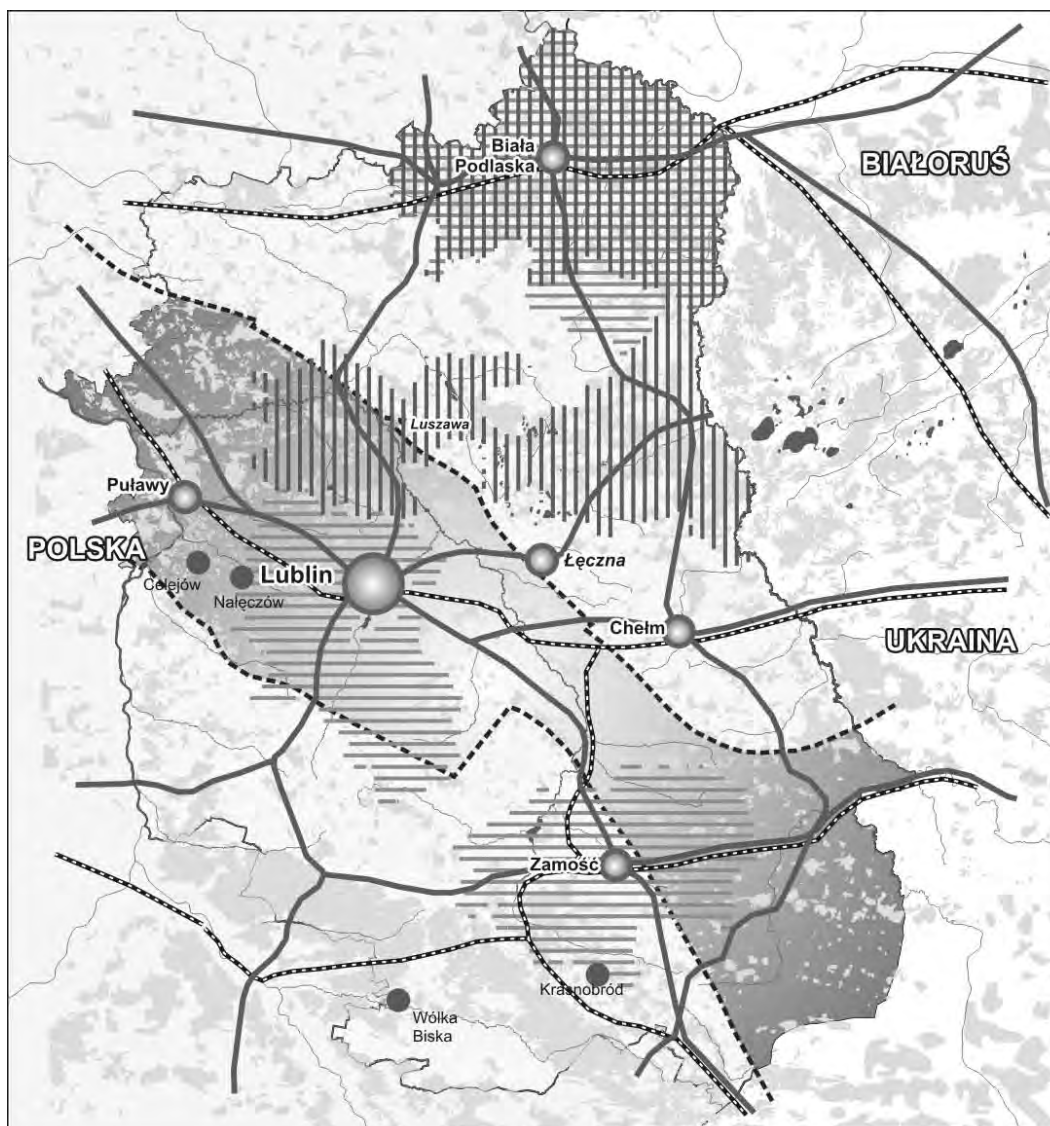 Biała
Podlaska
BIAŁORUŚ
Luszawa
Puławy
POLSKA
Celejów
Nałęczów
Lublin
Łęczna
Chełm
UKRAINA
Zamość
Krasnobród
Wólka
Biska